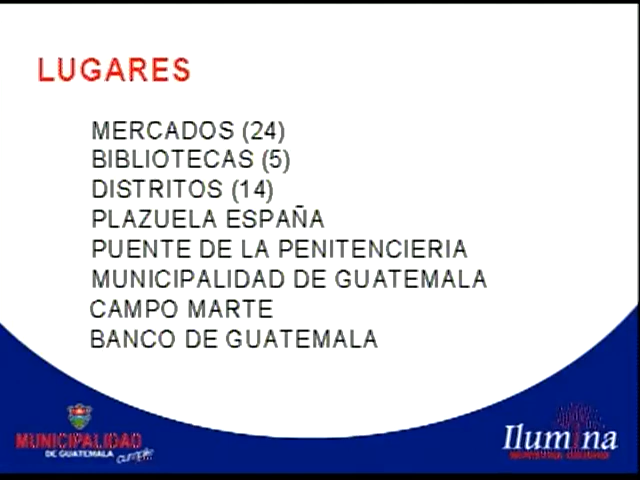 LUGARES
MERCADOS (24)
BIBLIOTECAS (5)
DISTRITOS (14)
PLAZUELA ESPAÑA
PUENTE DE LA PENITENCIERIA
MUNICIPALIDAD DE GUATEMALA
CAMPO MARTE
BANCO DE GUATEMALA
MUNICIPALIDAD
DE GUATEMALA
cumple
Ilumina